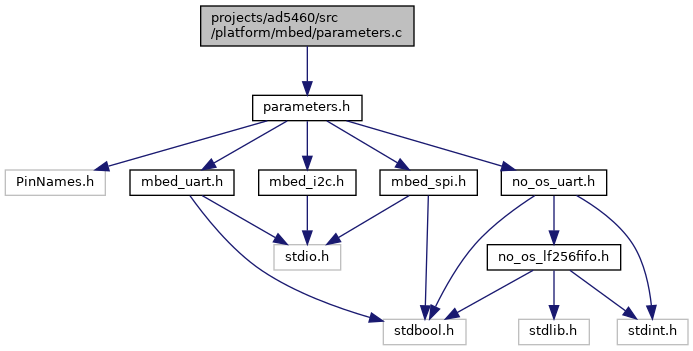 projects/ad5460/src
/platform/mbed/parameters.c
parameters.h
PinNames.h
mbed_uart.h
mbed_i2c.h
mbed_spi.h
no_os_uart.h
stdio.h
no_os_lf256fifo.h
stdbool.h
stdlib.h
stdint.h